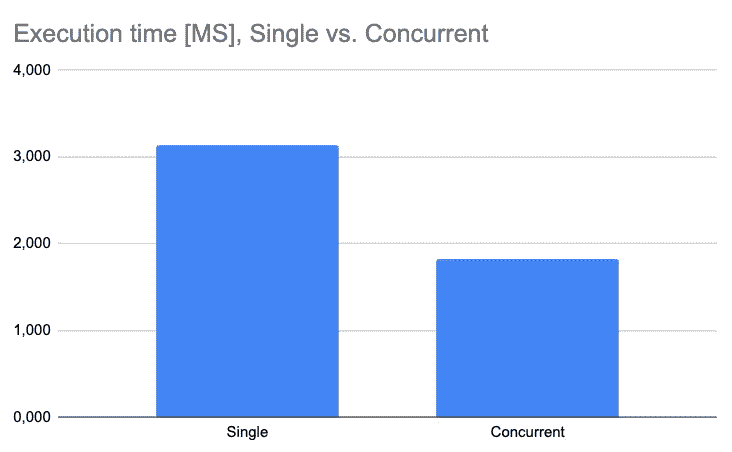 Execution time [MS], Single vs. Concurrent
4,000
3,000
2,000
1,000
0,000
Single
Concurrent